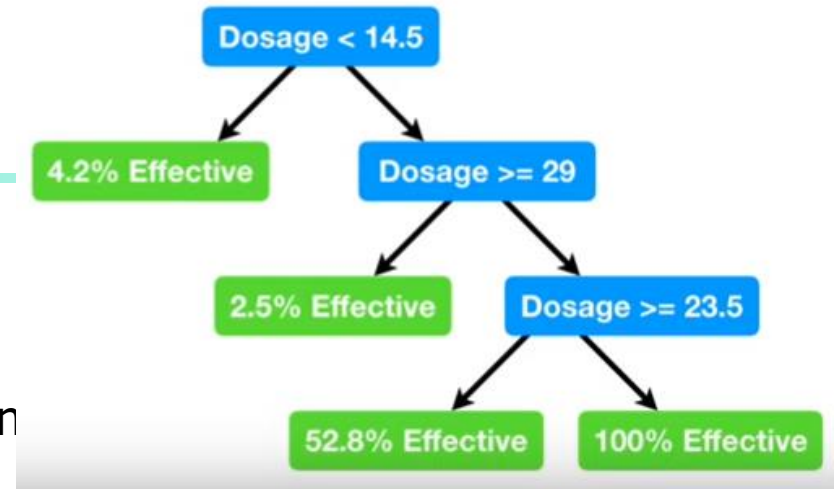 Dosage < 14.5
4.2% Effective
Dosage >= 29
2.5% Effective
Dosage >= 23.5
n
52.8% Effective
100% Effective